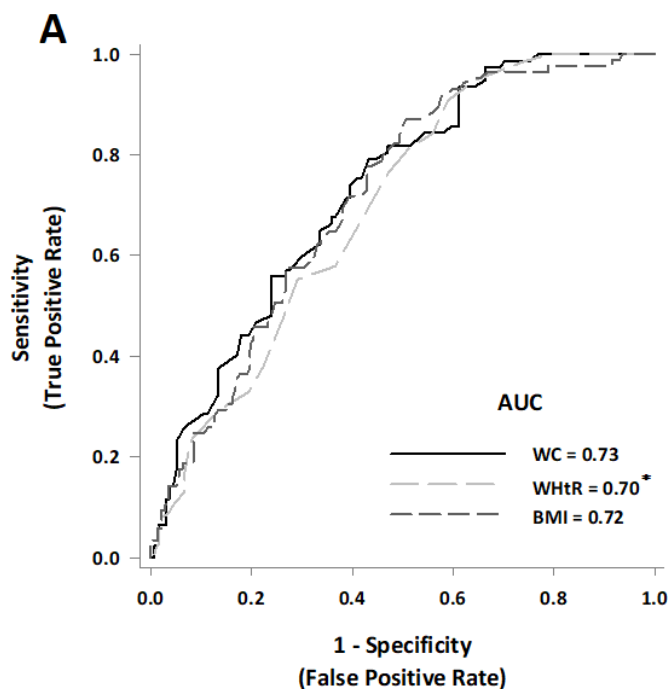 A
1.0
0.8
0.6
0.4
0.2
0.0
Sensitivity
(True Positive Rate)
AUC
WC = 0.73
WHtR = 0.70*
BMI = 0.72
0.0 0.2 0.4 0.6 0.8 1.0
1 - Specificity
(False Positive Rate)